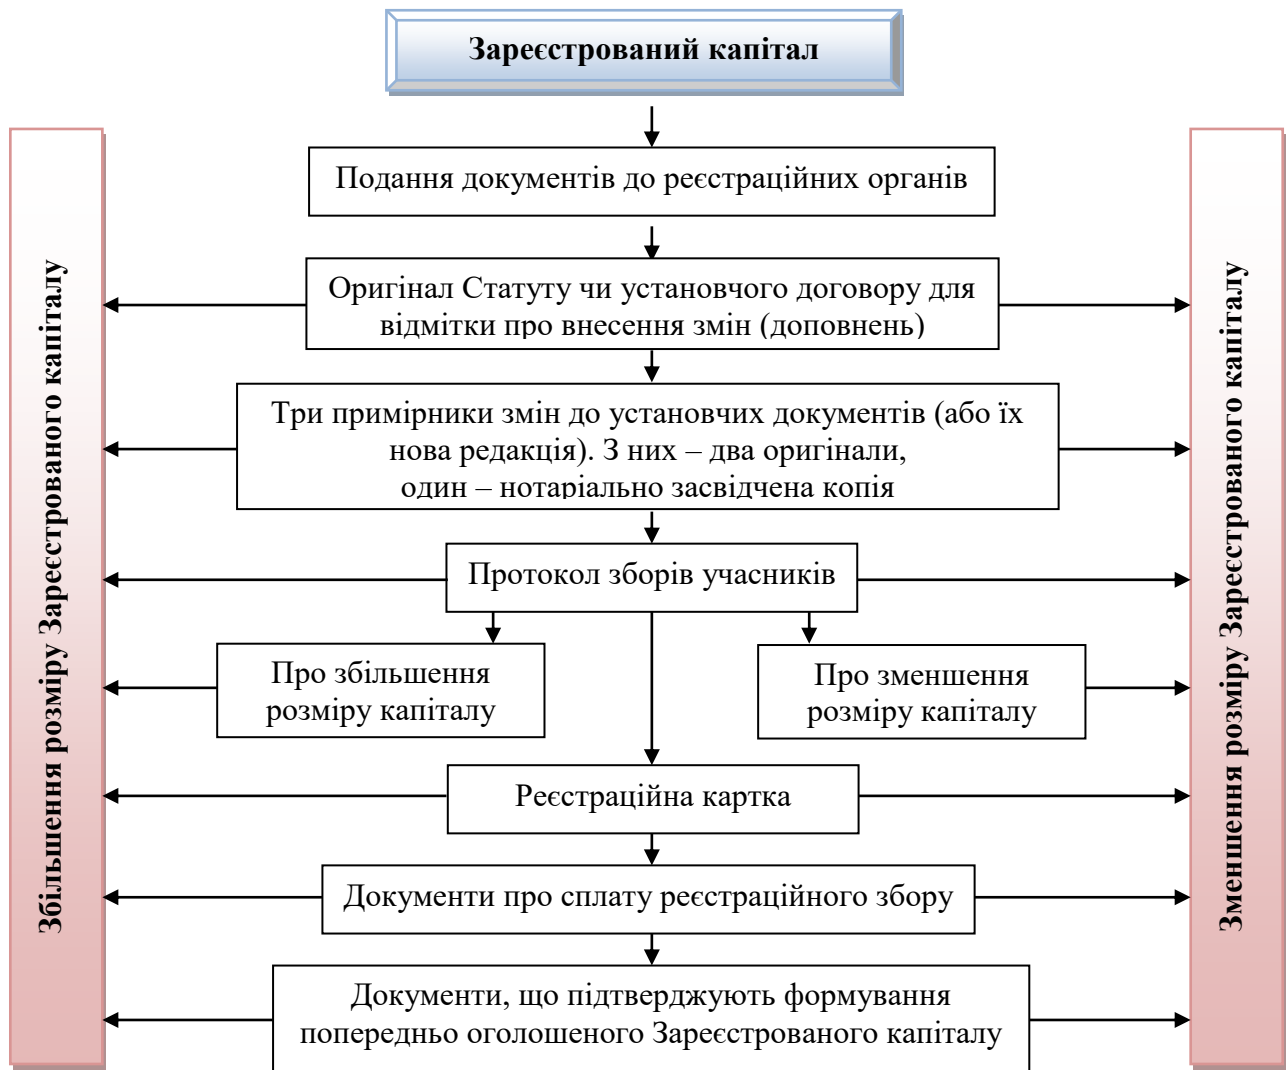 Зареєстрований капітал
Подання документів до реєстраційних органів
Оригінал Статуту чи установчого договору для
відмітки про внесення змін (доповнень)
Три примірники змін до установчих документів (або їх
нова редакція). З них – два оригінали,
один – нотаріально засвідчена копія
Протокол зборів учасників
Про збільшення
розміру капіталу
Про зменшення
розміру капіталу
Реєстраційна картка
Документи про сплату реєстраційного збору
Документи, що підтверджують формування
попередньо оголошеного Зареєстрованого капіталу
Збільшення розміру Зареєстрованого капіталу
Зменшення розміру Зареєстрованого капіталу